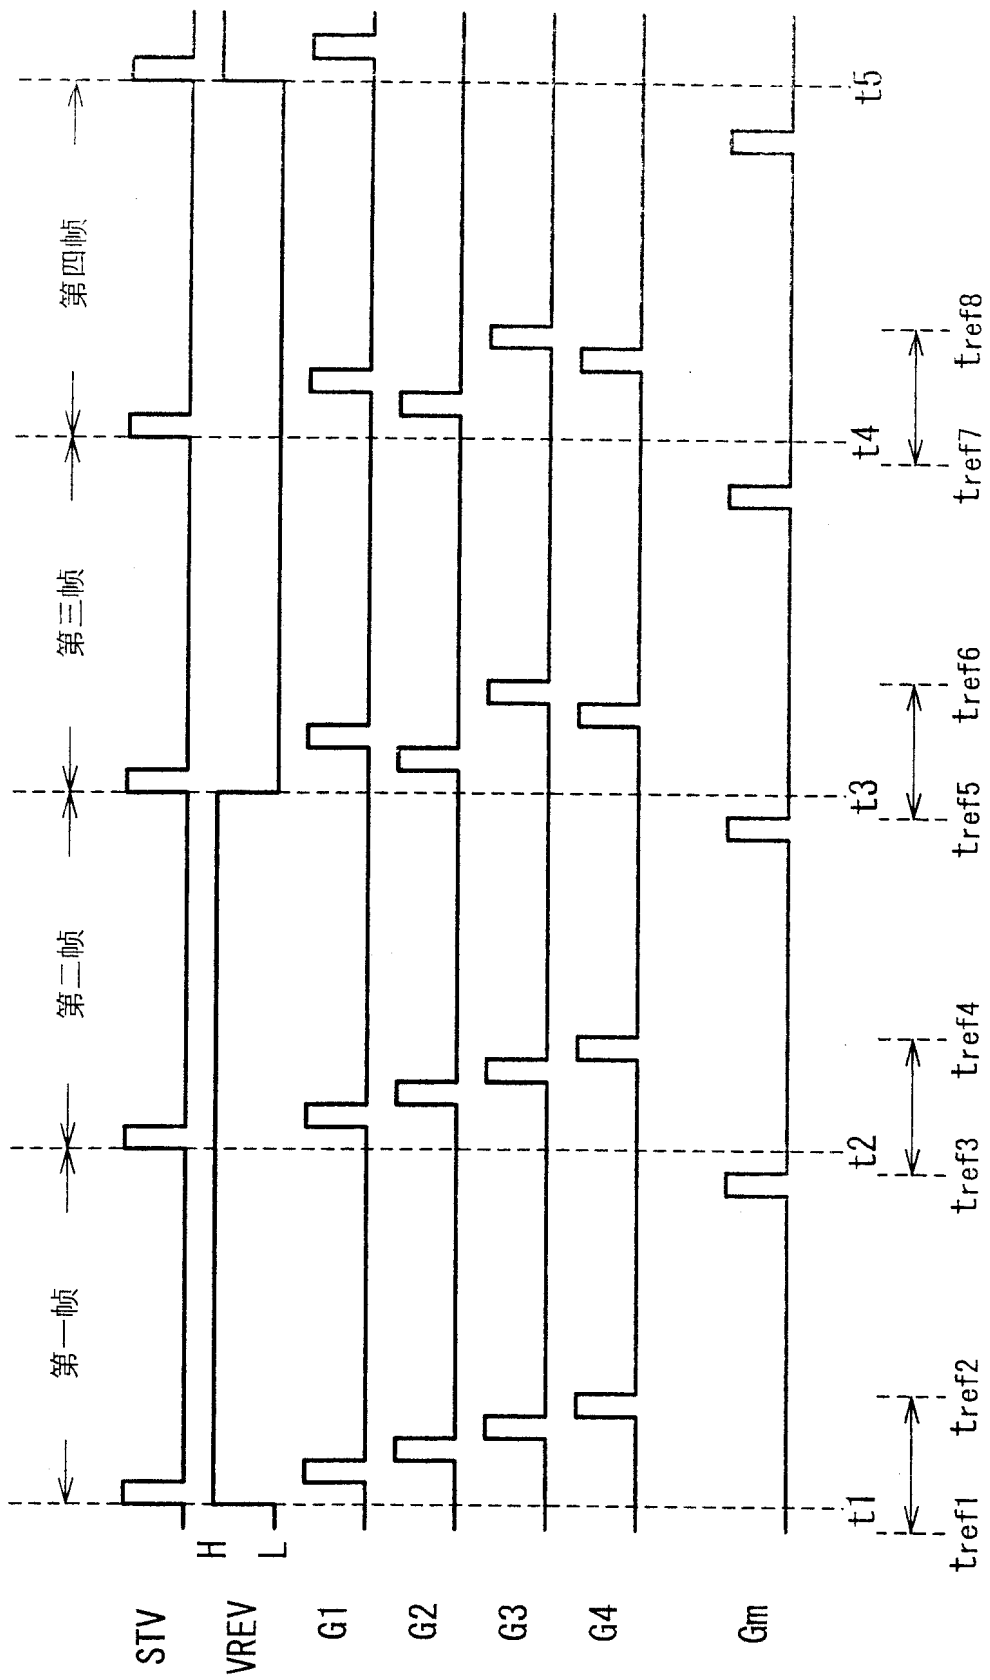 第一帧
第二帧
第三帧
第四帧
STV
VREV
H
L
G1
G2
G3
G4
Gm
t1
t2
t3
t4
t5
tref1
tref2
tref3
tref4
tref5
tref6
tref7
tref8